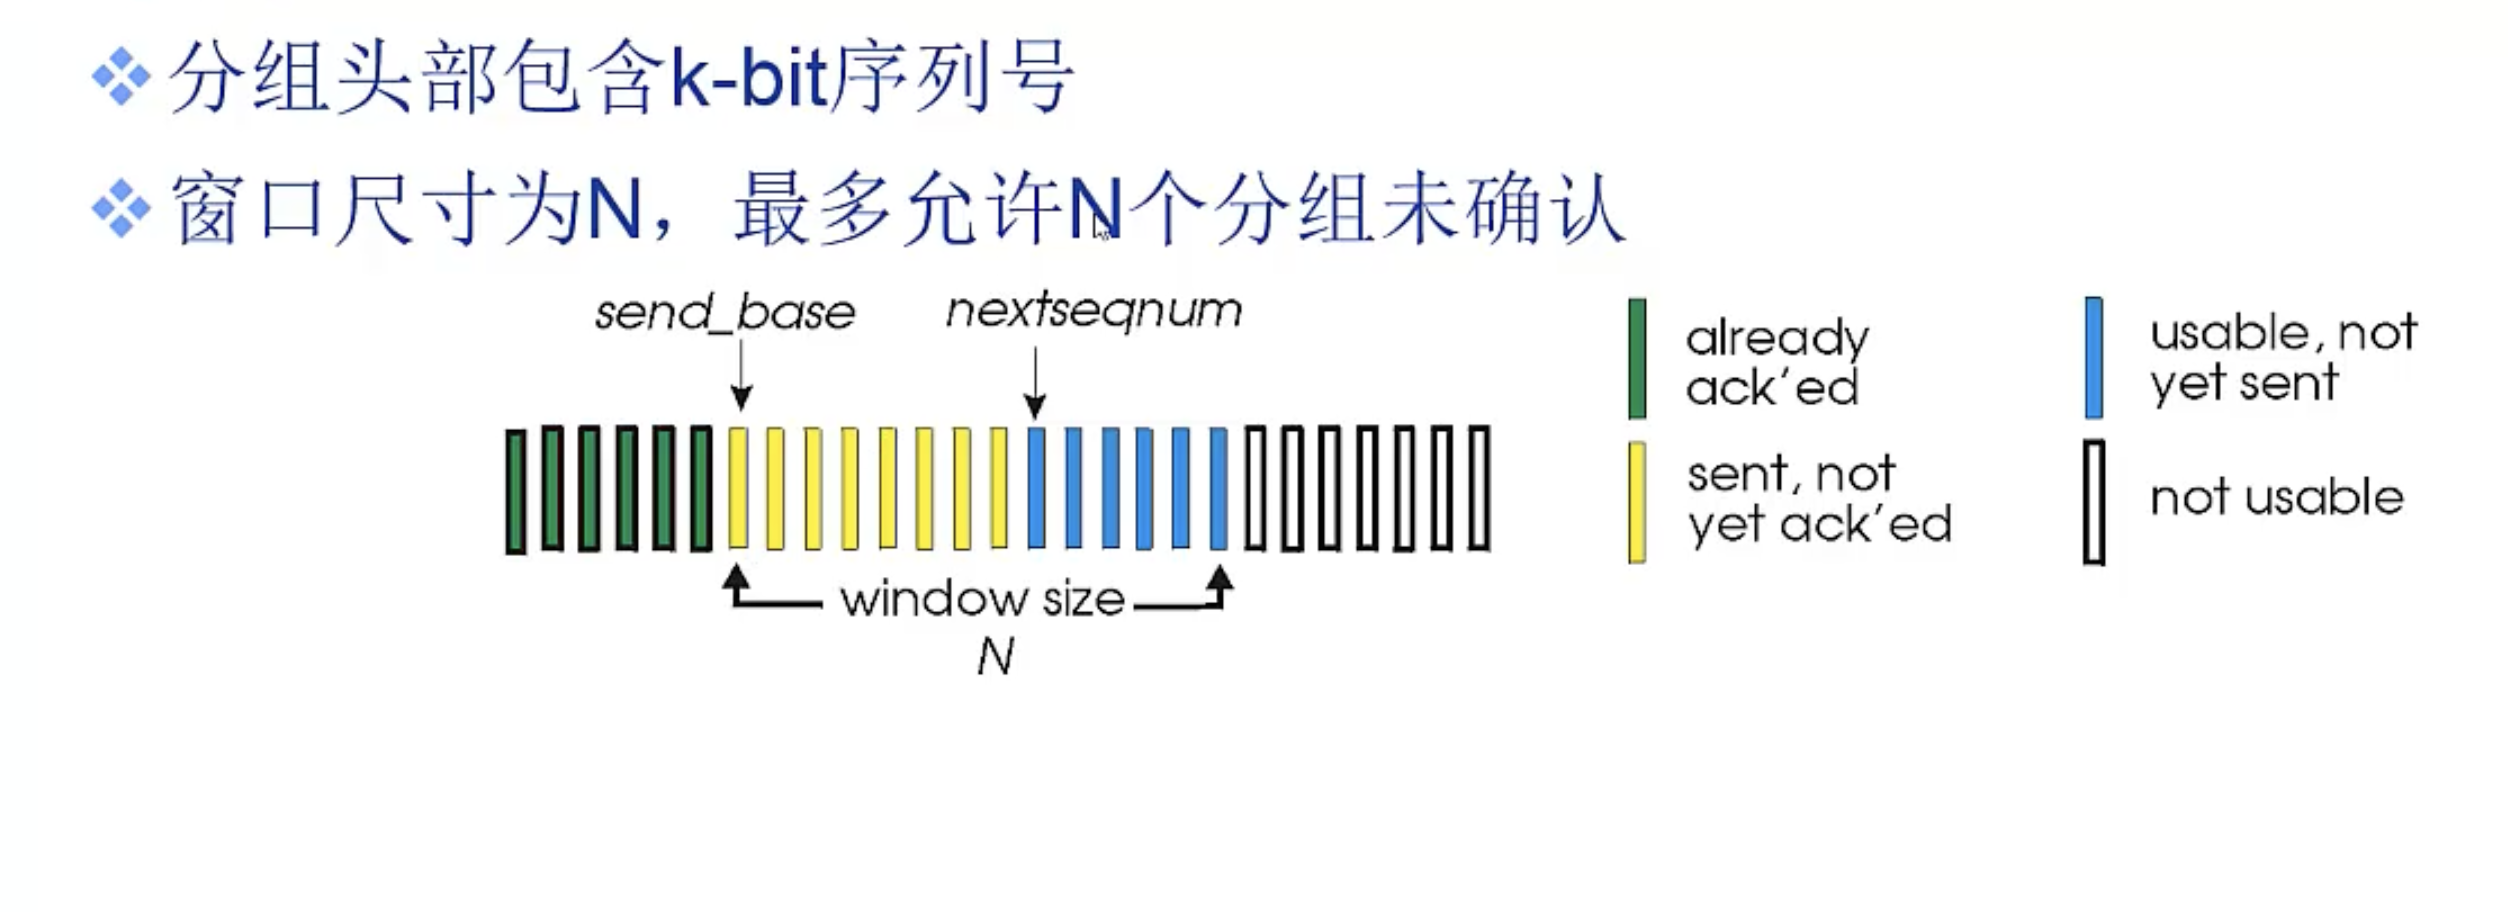 分组头部包含k-bit序列号
窗口尺寸为N，最多允许N个分组未确认
send_base
nextseqnum
already
ack'ed
usable, not
yet sent
sent, not
yet ack'ed
not usable
window size
N